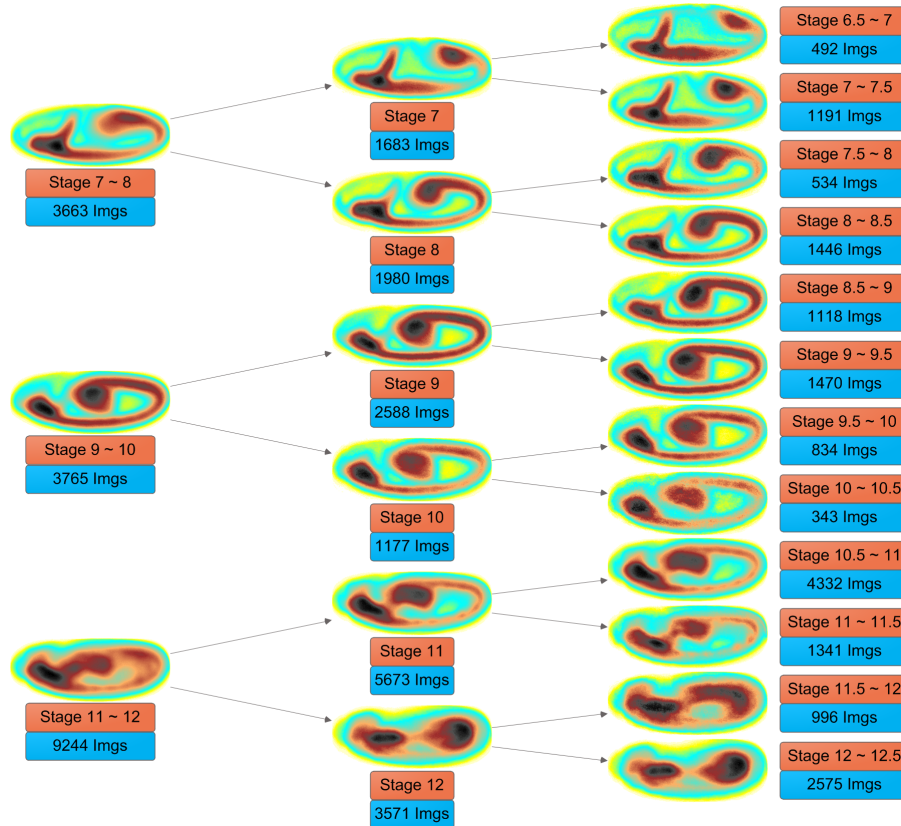 Stage 7 ~ 8
3663 Imgs
Stage 9 ~ 10
3765 Imgs
Stage 11 ~ 12
9244 Imgs
Stage 7
1683 Imgs
Stage 8
1980 Imgs
Stage 9
2588 Imgs
Stage 10
1177 Imgs
Stage 11
5673 Imgs
Stage 12
3571 Imgs
Stage 6.5 ~ 7
492 Imgs
Stage 7 ~ 7.5
1191 Imgs
Stage 7.5 ~ 8
534 Imgs
Stage 8 ~ 8.5
1446 Imgs
Stage 8.5 ~ 9
1118 Imgs
Stage 9 ~ 9.5
1470 Imgs
Stage 9.5 ~ 10
834 Imgs
Stage 10 ~ 10.5
343 Imgs
Stage 10.5 ~ 11
4332 Imgs
Stage 11 ~ 11.5
1341 Imgs
Stage 11.5 ~ 12
996 Imgs
Stage 12 ~ 12.5
2575 Imgs